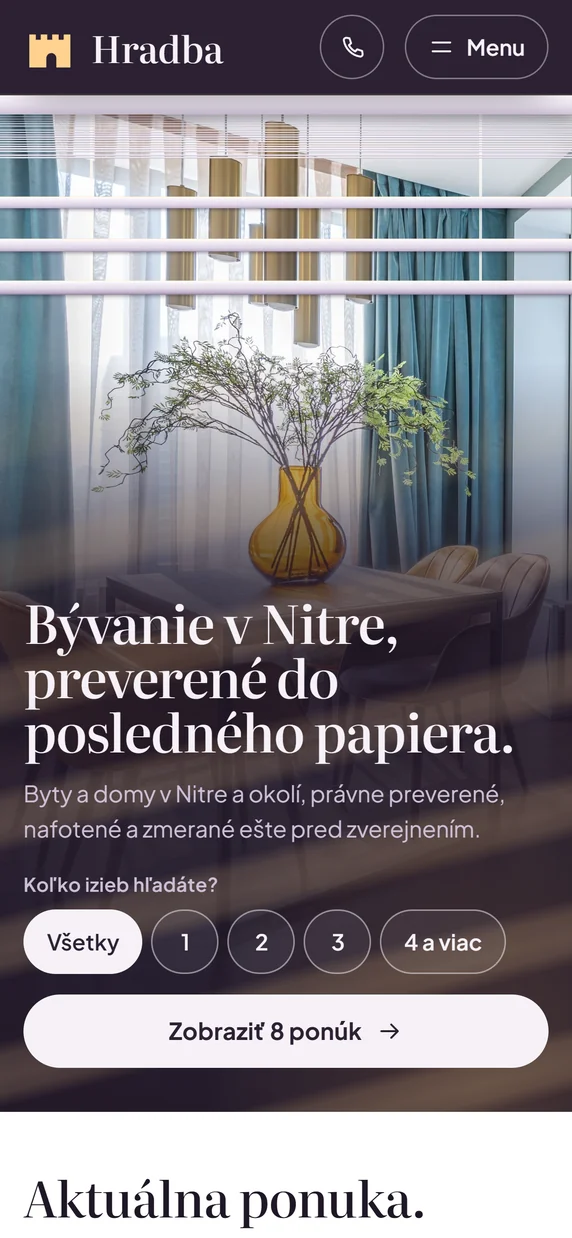 Hradba
Menu
Bývanie v Nitre,
preverené do
posledného papiera.
Byty a domy v Nitre a okolí, právne preverené,
nafotené a zmerané ešte pred zverejnením.
Koľko izieb hľadáte?
Všetky
1
2
3
4 a viac
Zobraziť 8 ponúk
Aktuálna ponuka.